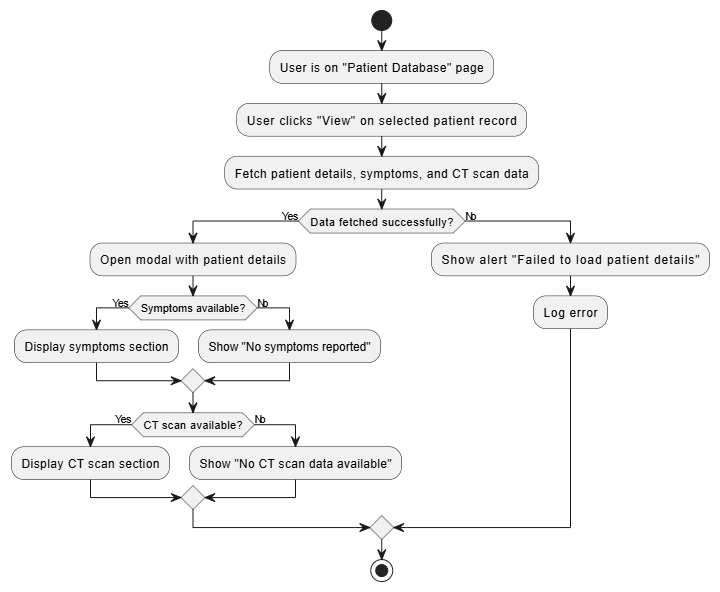 User is on "Patient Database" page
User clicks "View" on selected patient record
Fetch patient details, symptoms, and CT scan data
Yes
Data fetched successfully?
No
Open modal with patient details
Show alert "Failed to load patient details"
Yes
Symptoms available?
No
Log error
Display symptoms section
Show "No symptoms reported"
Yes
CT scan available?
No
Display CT scan section
Show "No CT scan data available"